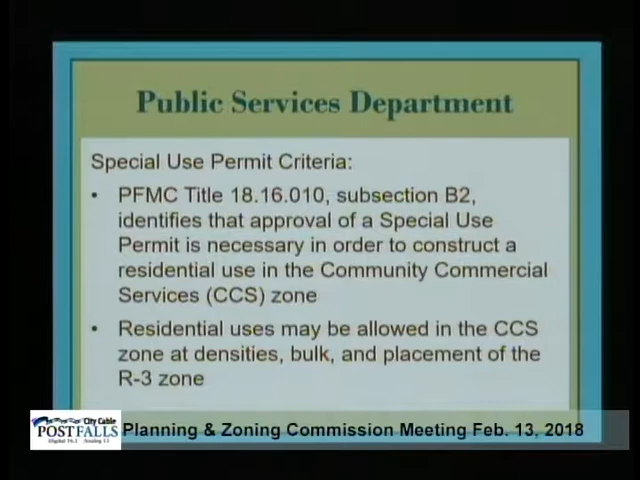 Public Services Department
Special Use Permit Criteria:
• PFMC Title 18.16.010, subsection B2,
identifies that approval of a Special Use
Permit is necessary in order to construct a
residential use in the Community Commercial
Services (CCS) zone
• Residential uses may be allowed in the CCS
zone at densities, bulk, and placement of the
R-3 zone
City Cable
POSTFALLS
Planning & Zoning Commission Meeting Feb. 13, 2018